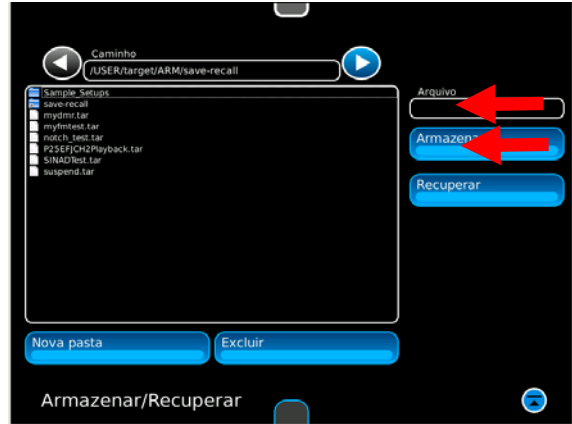 Caminho
/USER/target/ARM/save-recall
Sample_Setups
save-recall
mydmr.tar
myfmtest.tar
notch_test.tar
P25EFJCH2Playback.tar
SINADTest.tar
suspend.tar
Arquivo
Armazena
Recuperar
Nova pasta
Excluir
Armazenar/Recuperar